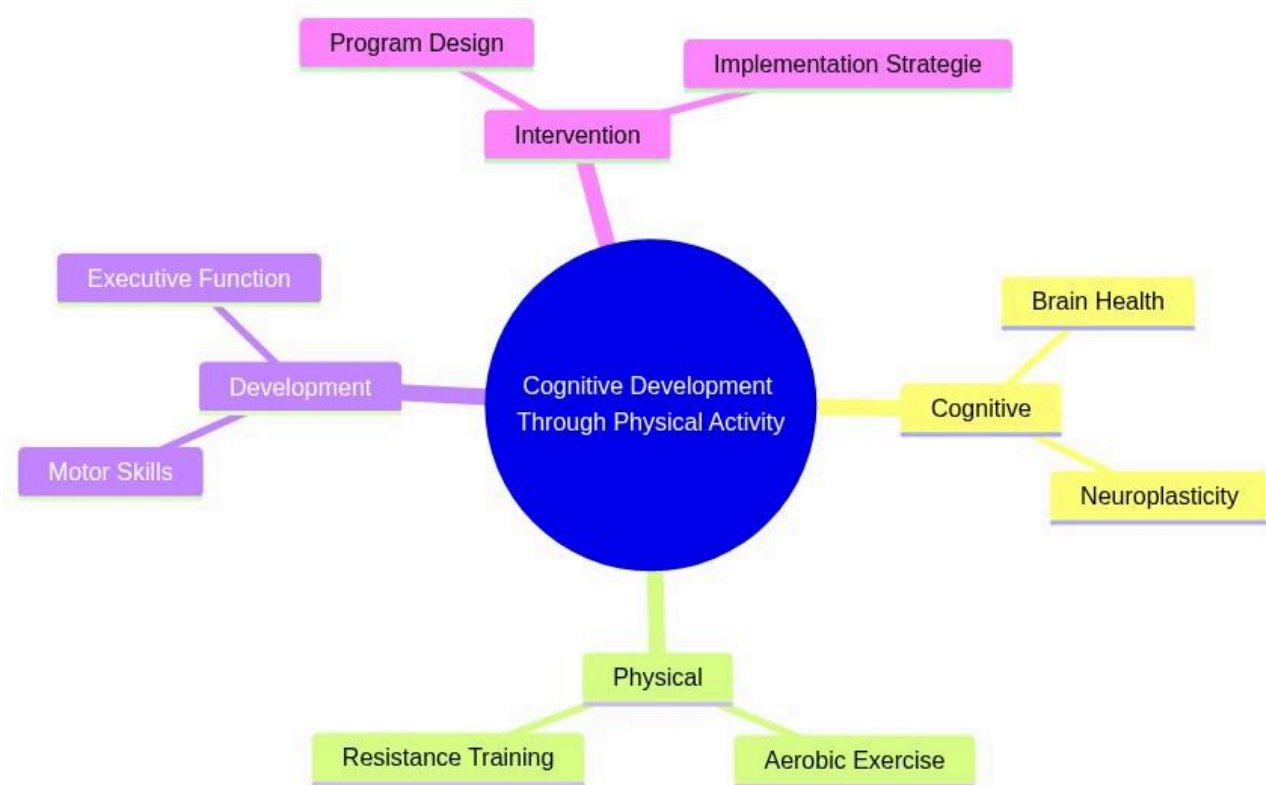 Program Design
Implementation Strategie
Intervention
Executive Function
Development
Motor Skills
Cognitive Development
Through Physical Activity
Brain Health
Cognitive
Neuroplasticity
Physical
Resistance Training
Aerobic Exercise